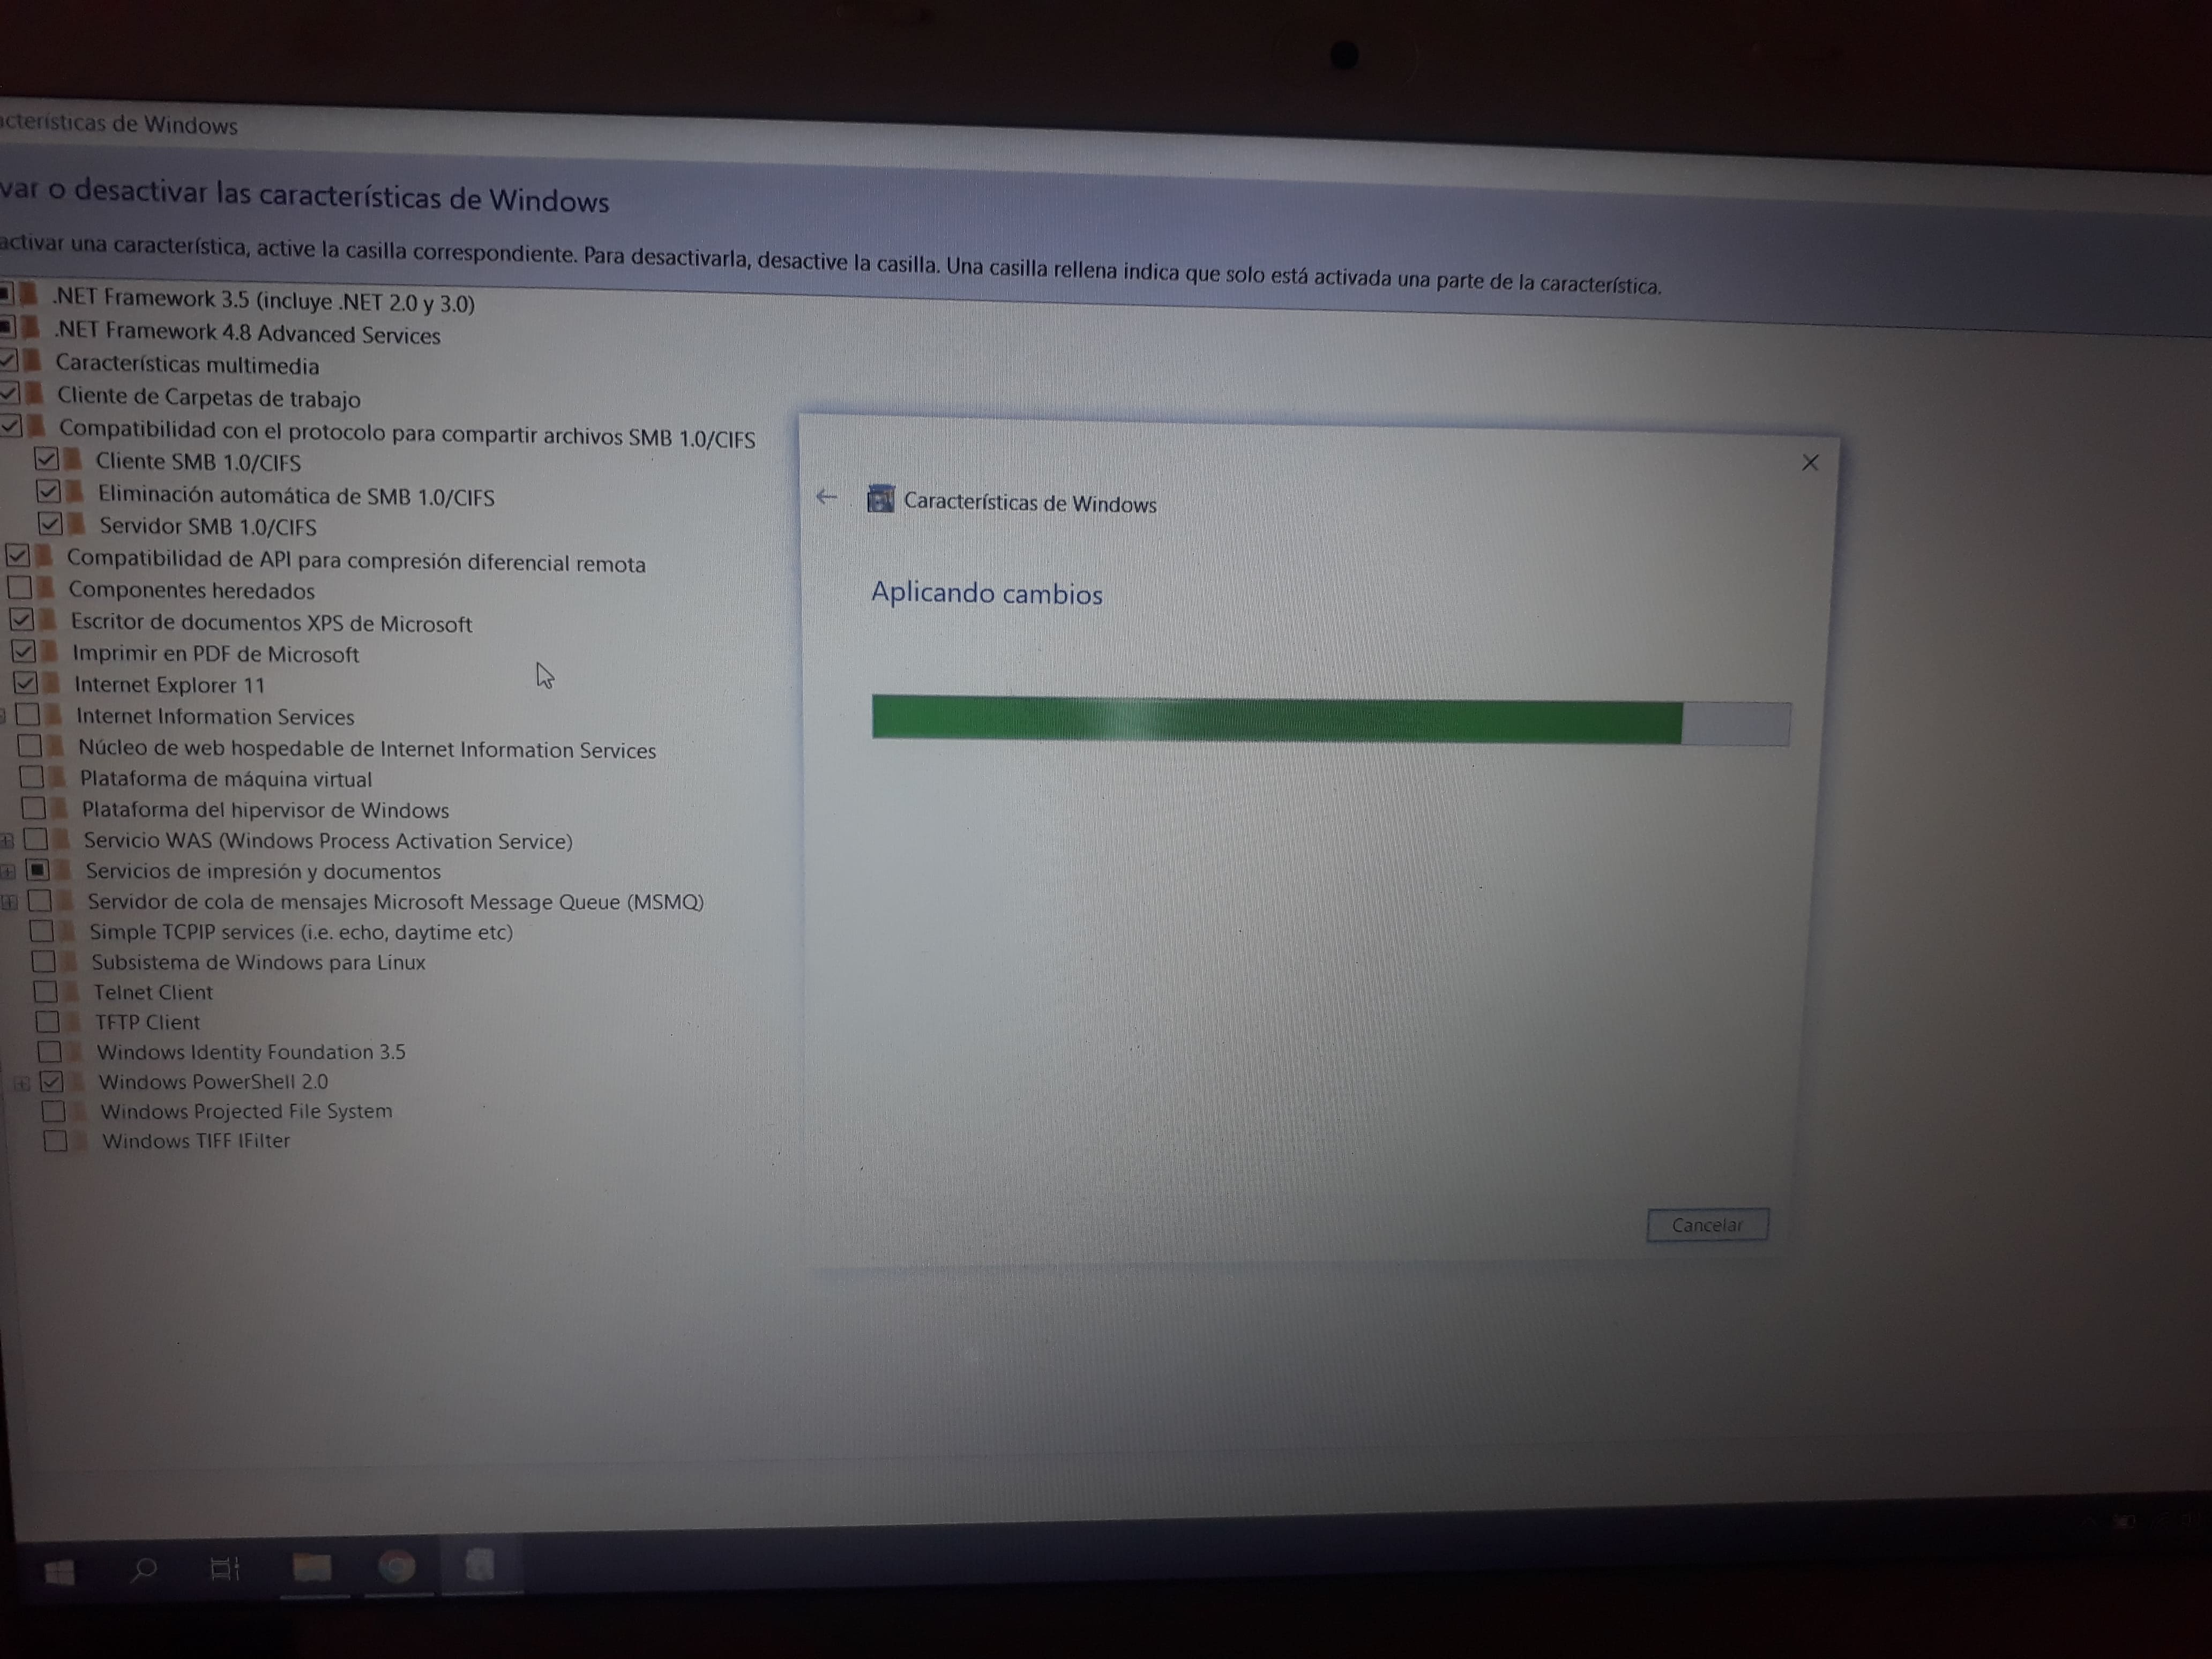 acterísticas de Windows
var o desactivar las características de Windows
activar una característica, active la casilla correspondiente. Para desactivarla, desactive la casilla. Una casilla rellena indica que solo está activada una parte de la característica.
.NET Framework 3.5 (incluye .NET 2.0 y 3.0)
.NET Framework 4.8 Advanced Services
Características multimedia
Cliente de Carpetas de trabajo
Compatibilidad con el protocolo para compartir archivos SMB 1.0/CIFS
Cliente SMB 1.0/CIFS
Eliminación automática de SMB 1.0/CIFS
Servidor SMB 1.0/CIFS
Compatibilidad de API para compresión diferencial remota
Componentes heredados
Escritor de documentos XPS de Microsoft
Imprimir en PDF de Microsoft
Internet Explorer 11
Internet Information Services
Núcleo de web hospedable de Internet Information Services
Plataforma de máquina virtual
Plataforma del hipervisor de Windows
Servicio WAS (Windows Process Activation Service)
Servicios de impresión y documentos
Servidor de cola de mensajes Microsoft Message Queue (MSMQ)
Simple TCPIP services (i.e. echo, daytime etc)
Subsistema de Windows para Linux
Telnet Client
TFTP Client
Windows Identity Foundation 3.5
Windows PowerShell 2.0
Windows Projected File System
Windows TIFF IFilter
Características de Windows
Aplicando cambios
Cancelar